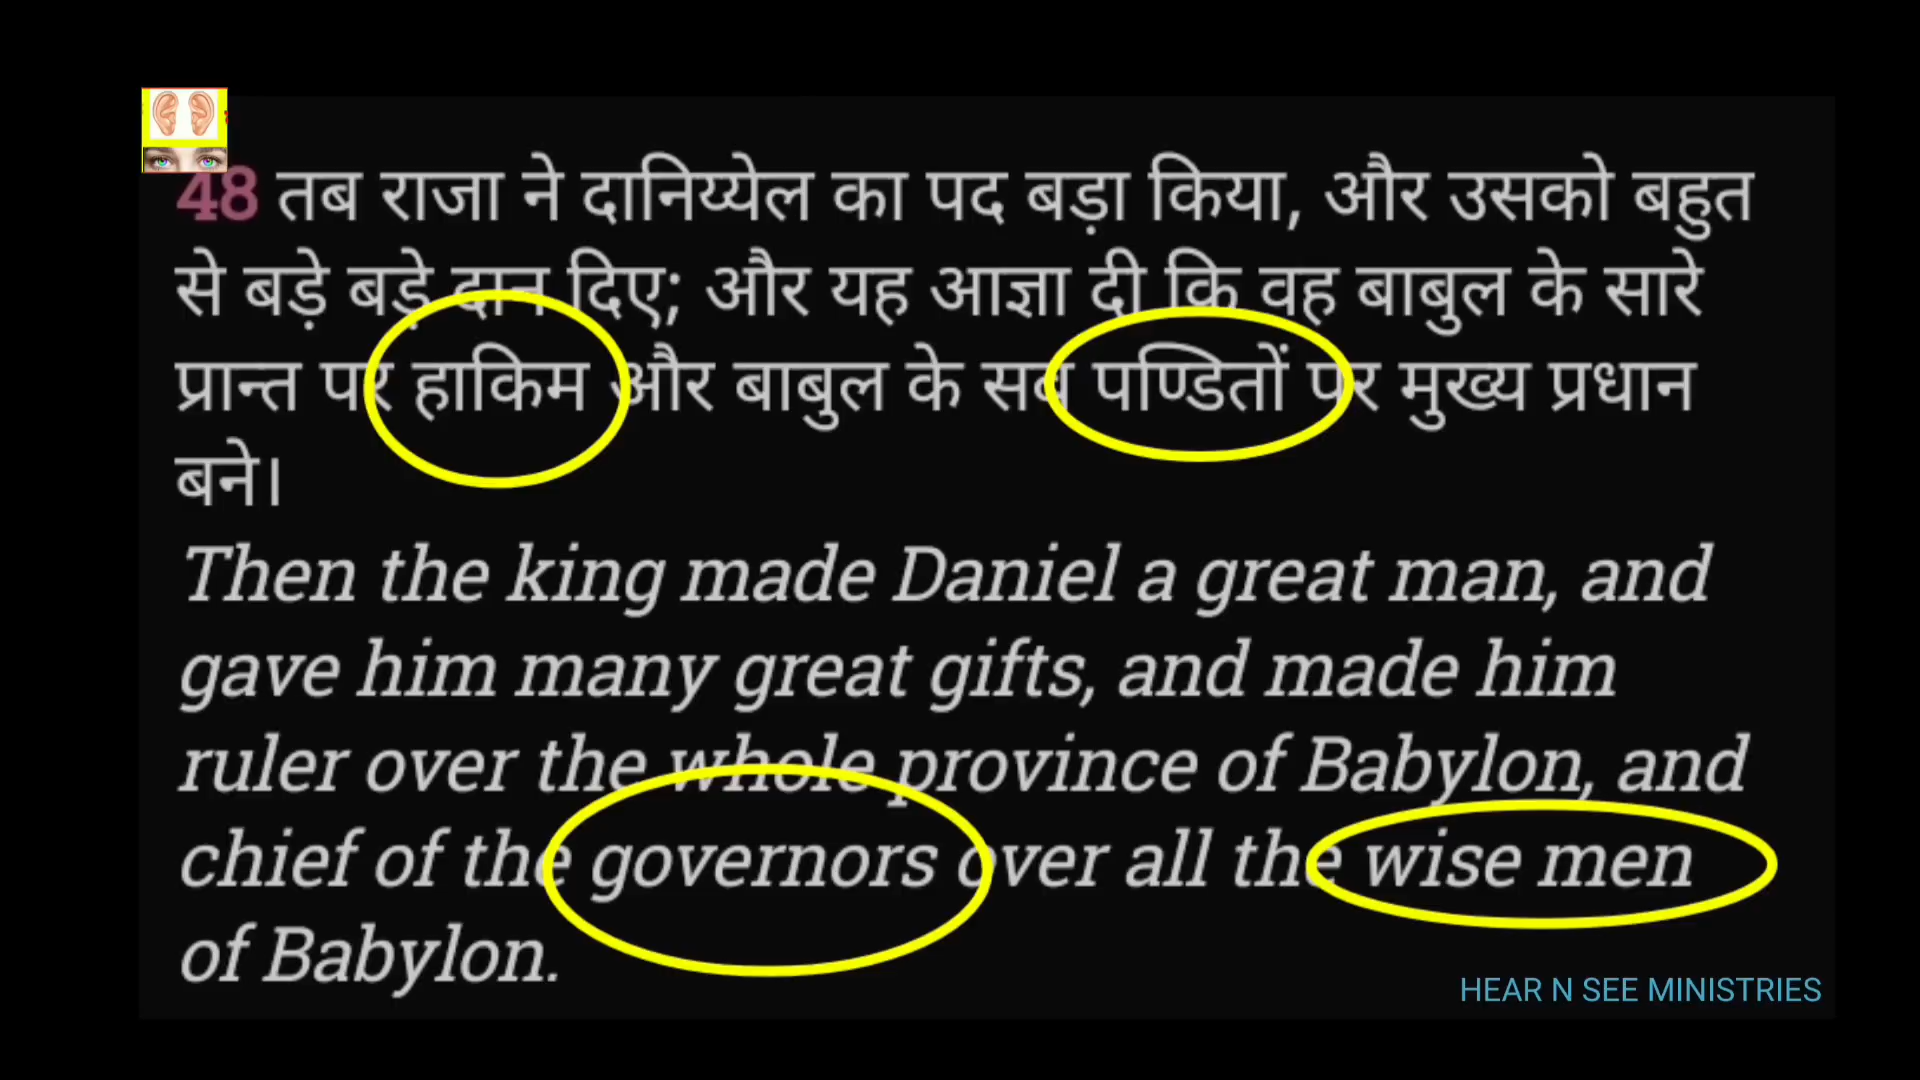 48 तब राजा ने दानिय्येल का पद बड़ा किया, और उसको बहुत
से बड़े बड़े दान दिए; और यह आज्ञा दी कि वह बाबुल के सारे
प्रान्त पर हाकिम और बाबुल के सब पण्डितों पर मुख्य प्रधान
बने।
Then the king made Daniel a great man, and
gave him many great gifts, and made him
ruler over the whole province of Babylon, and
chief of the governors over all the wise men
of Babylon.
HEAR N SEE MINISTRIES